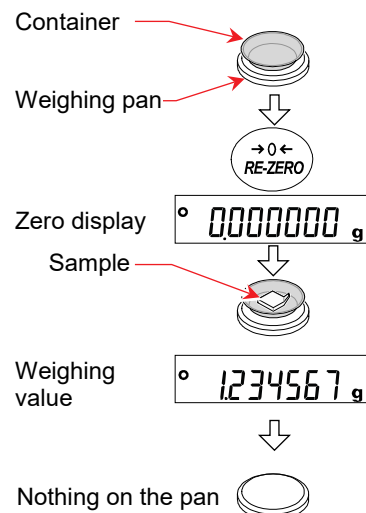 Container
Weighing pan
→0←
RE-ZERO
Zero display
0.000000 g
Sample
Weighing
value
1.234567 g
Nothing on the pan